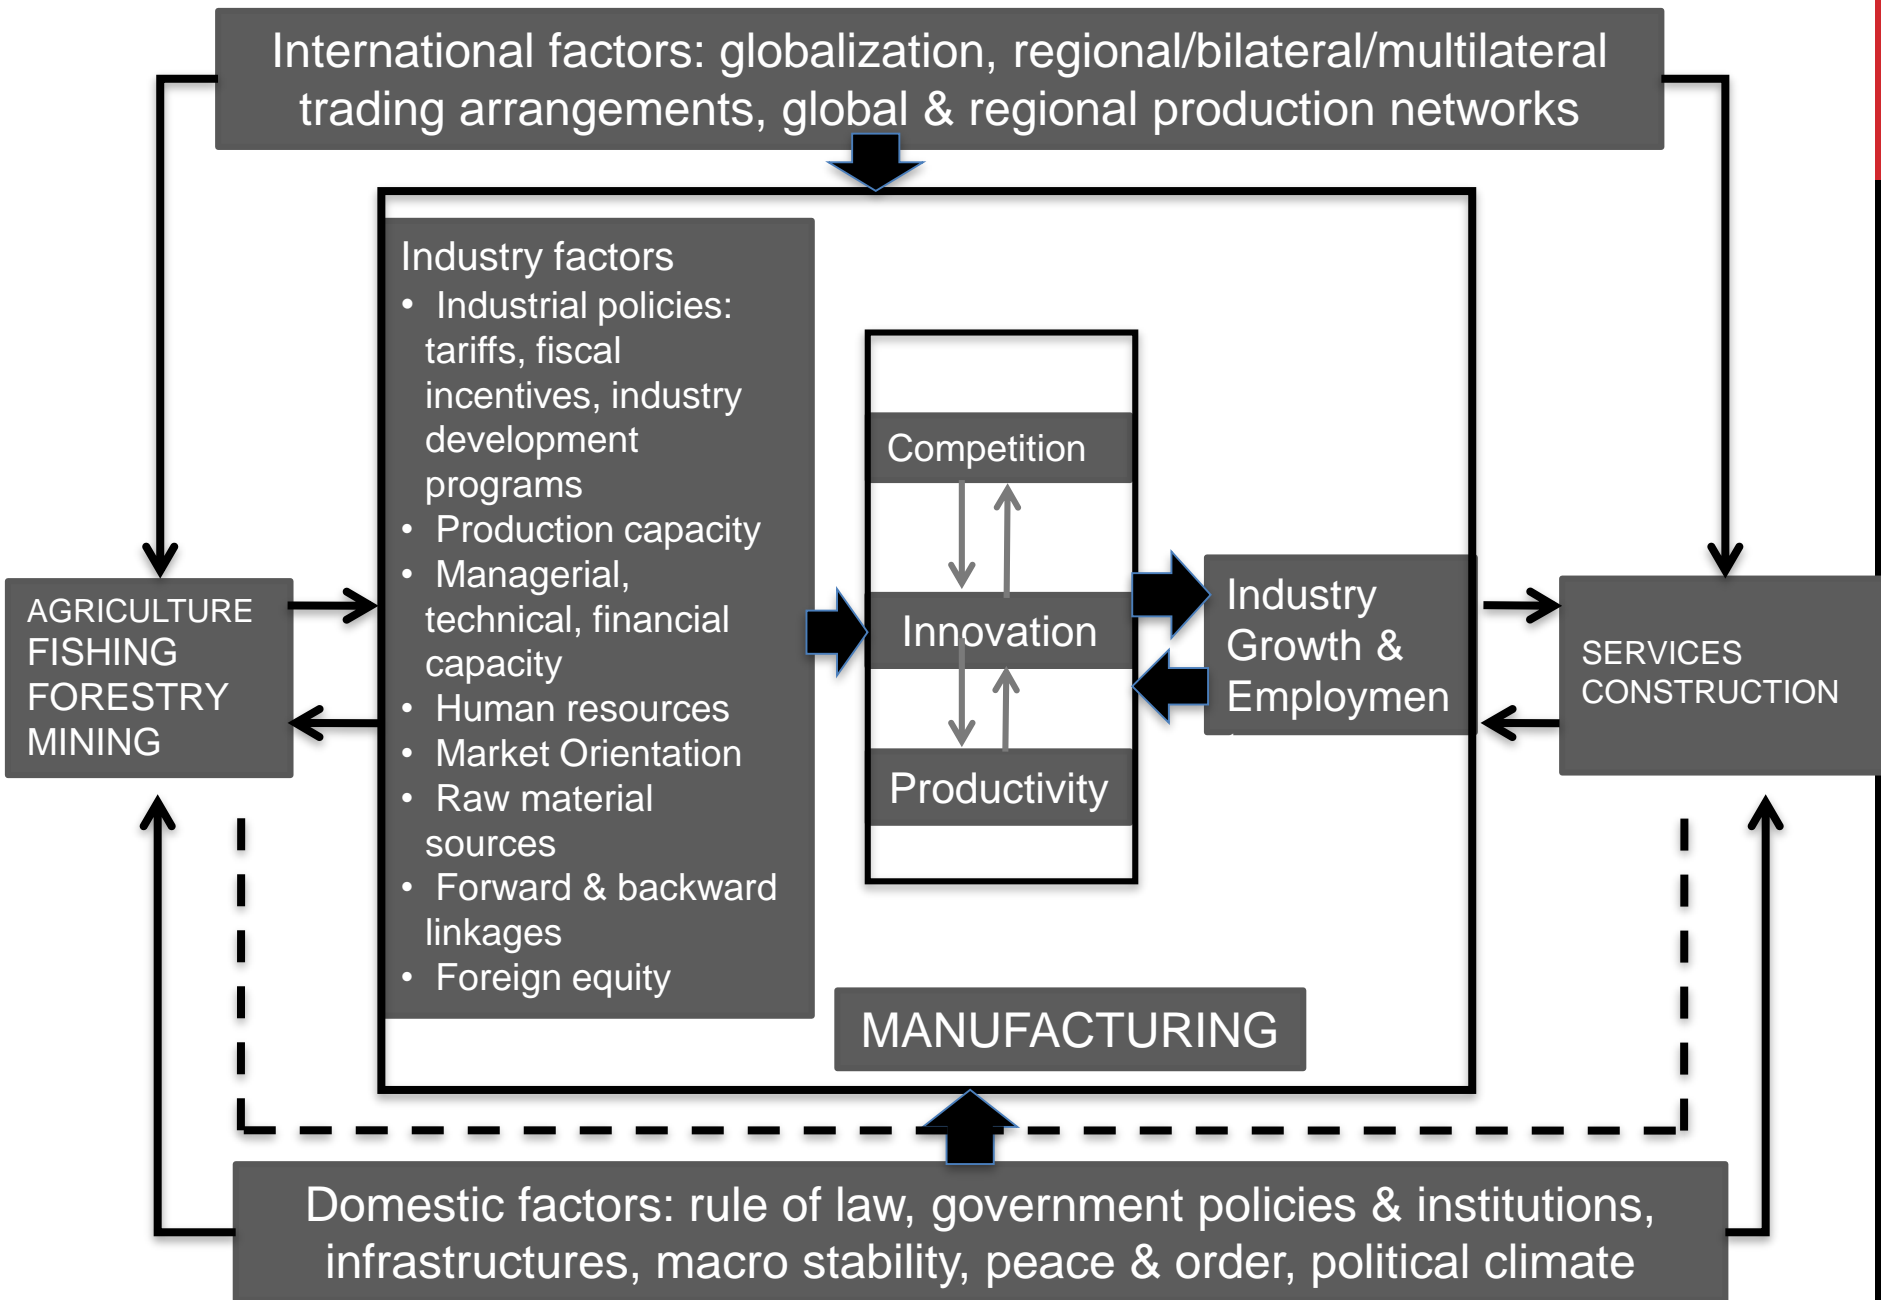 International factors: globalization, regional/bilateral/multilateral
trading arrangements, global & regional production networks
Industry factors
• Industrial policies:
tariffs, fiscal
incentives, industry
development
programs
• Production capacity
• Managerial,
technical, financial
capacity
• Human resources
• Market Orientation
• Raw material
sources
• Forward & backward
linkages
• Foreign equity
Competition
Innovation
Productivity
Industry
Growth &
Employmen
AGRICULTURE
FISHING
FORESTRY
MINING
SERVICES
CONSTRUCTION
MANUFACTURING
Domestic factors: rule of law, government policies & institutions,
infrastructures, macro stability, peace & order, political climate